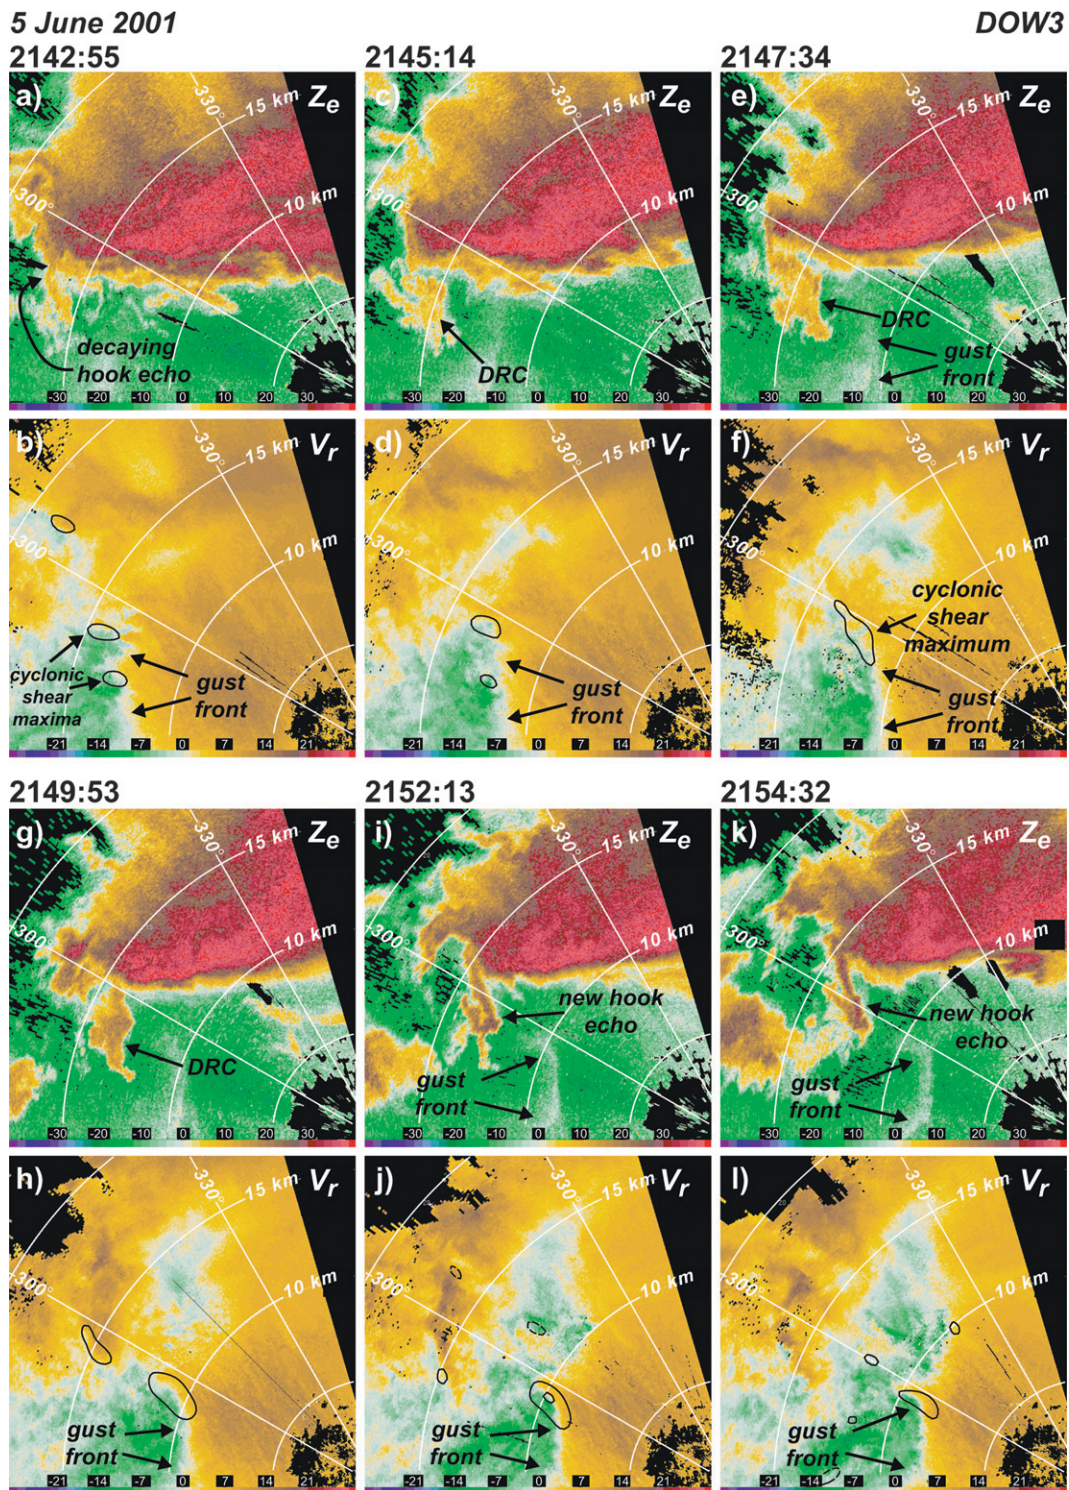 5 June 2001 DOW3
2142:55 2145:14 2147:34
a) Zₑ c) Zₑ e) Zₑ
330° 15 km 330° 15 km 330° 15 km
300° 10 km 300° 10 km 300° 10 km
decaying
hook echo
DRC
DRC
gust
front
-30 -20 -10 0 10 20 30 -30 -20 -10 0 10 20 30 -30 -20 -10 0 10 20 30
b) Vᵣ d) Vᵣ f) Vᵣ
330° 15 km 330° 15 km 330° 15 km
300° 10 km 300° 10 km 300° 10 km
cyclonic
shear
maxima
gust
front
gust
front
cyclonic
shear
maximum
gust
front
-21 -14 -7 0 7 14 21 -21 -14 -7 0 7 14 21 -21 -14 -7 0 7 14 21
2149:53 2152:13 2154:32
g) Zₑ i) Zₑ k) Zₑ
330° 15 km 330° 15 km 330° 15 km
300° 10 km 300° 10 km 300° 10 km
DRC
new hook
echo
gust
front
new hook
echo
gust
front
-30 -20 -10 0 10 20 30 -30 -20 -10 0 10 20 30 -30 -20 -10 0 10 20 30
h) Vᵣ j) Vᵣ l) Vᵣ
330° 15 km 330° 15 km 330° 15 km
300° 10 km 300° 10 km 300° 10 km
gust
front
gust
front
gust
front
-21 -14 -7 0 7 14 21 -21 -14 -7 0 7 14 21 -21 -14 -7 0 7 14 21